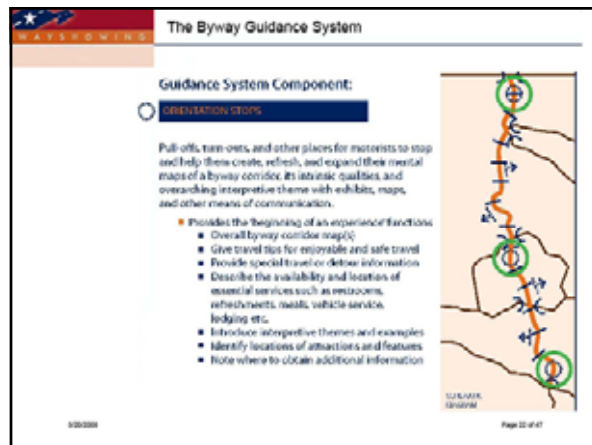 The Byway Guidance System
WAYSHOWING
Guidance System Component:
ORIENTATION STOPS
Pull-offs, turn-outs, and other places for motorists to stop
and help them create, refresh, and expand their mental
maps of a byway corridor, its intrinsic qualities, and
overarching interpretive theme with exhibits, maps,
and other means of communication.
Provides the 'beginning of an experience' functions
Overall byway corridor map(s)
Give travel tips for enjoyable and safe travel
Provide special travel or detour information
Describe the availability and location of
essential services such as restrooms,
refreshments, meals, vehicle service,
lodging etc.
Introduce interpretive themes and examples
Identify locations of attractions and features
Note where to obtain additional information
DIAGRAM
Page 22 of 47